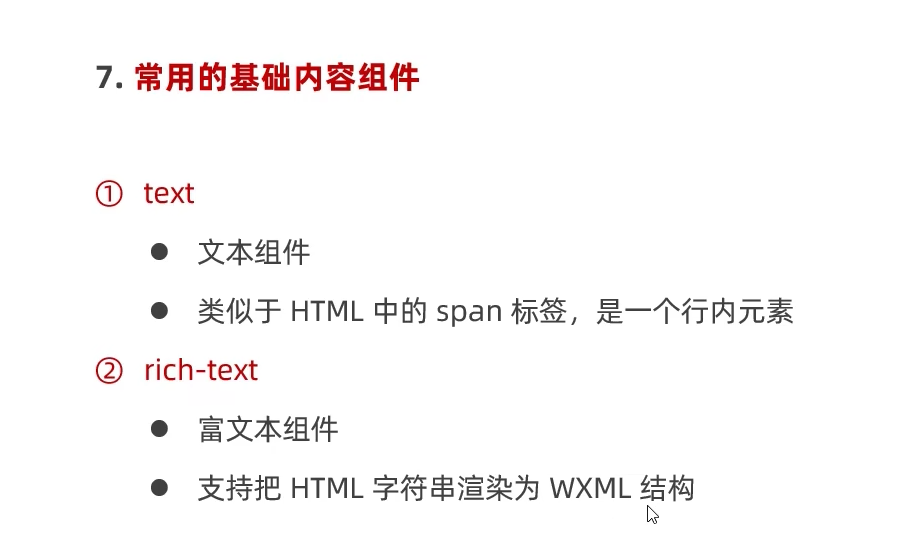 7. 常用的基础内容组件
① text
● 文本组件
● 类似于 HTML 中的 span 标签，是一个行内元素
② rich-text
● 富文本组件
● 支持把 HTML 字符串渲染为 WXML 结构